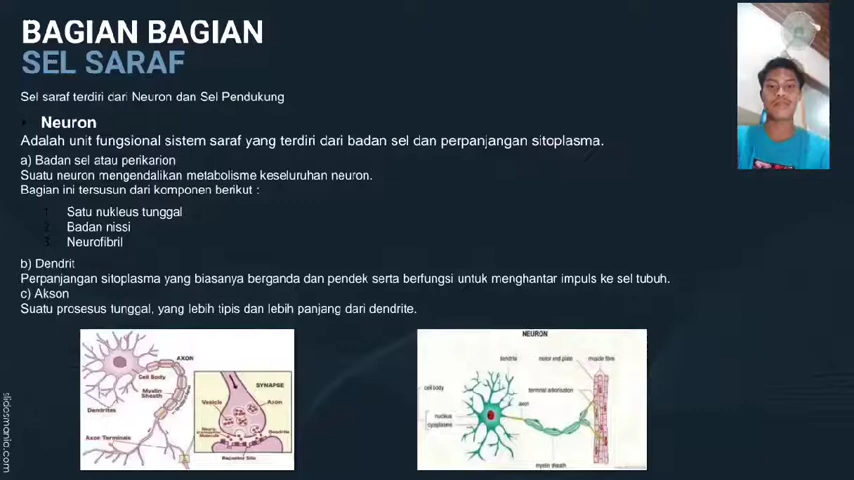 BAGIAN BAGIAN
SEL SARAF
Sel saraf terdiri dari Neuron dan Sel Pendukung
Neuron
Adalah unit fungsional sistem saraf yang terdiri dari badan sel dan perpanjangan sitoplasma.
a) Badan sel atau perikarion
Suatu neuron mengendalikan metabolisme keseluruhan neuron.
Bagian ini tersusun dari komponen berikut :
1. Satu nukleus tunggal
2. Badan nissi
3. Neurofibril
b) Dendrit
Perpanjangan sitoplasma yang biasanya berganda dan pendek serta berfungsi untuk menghantar impuls ke sel tubuh.
c) Akson
Suatu prosesus tunggal, yang lebih tipis dan lebih panjang dari dendrite.
AXON
Cell Body
Myelin
Sheath
Dendrites
Axon Terminals
SYNAPSE
Vesicle
Axon
Dendrite
Receptor Site
NEURON
dendrite
motor end plate
muscle fibre
cell body
terminal arborisation
axon
nucleus
cytoplasm
myelin sheath
slidesmania.com